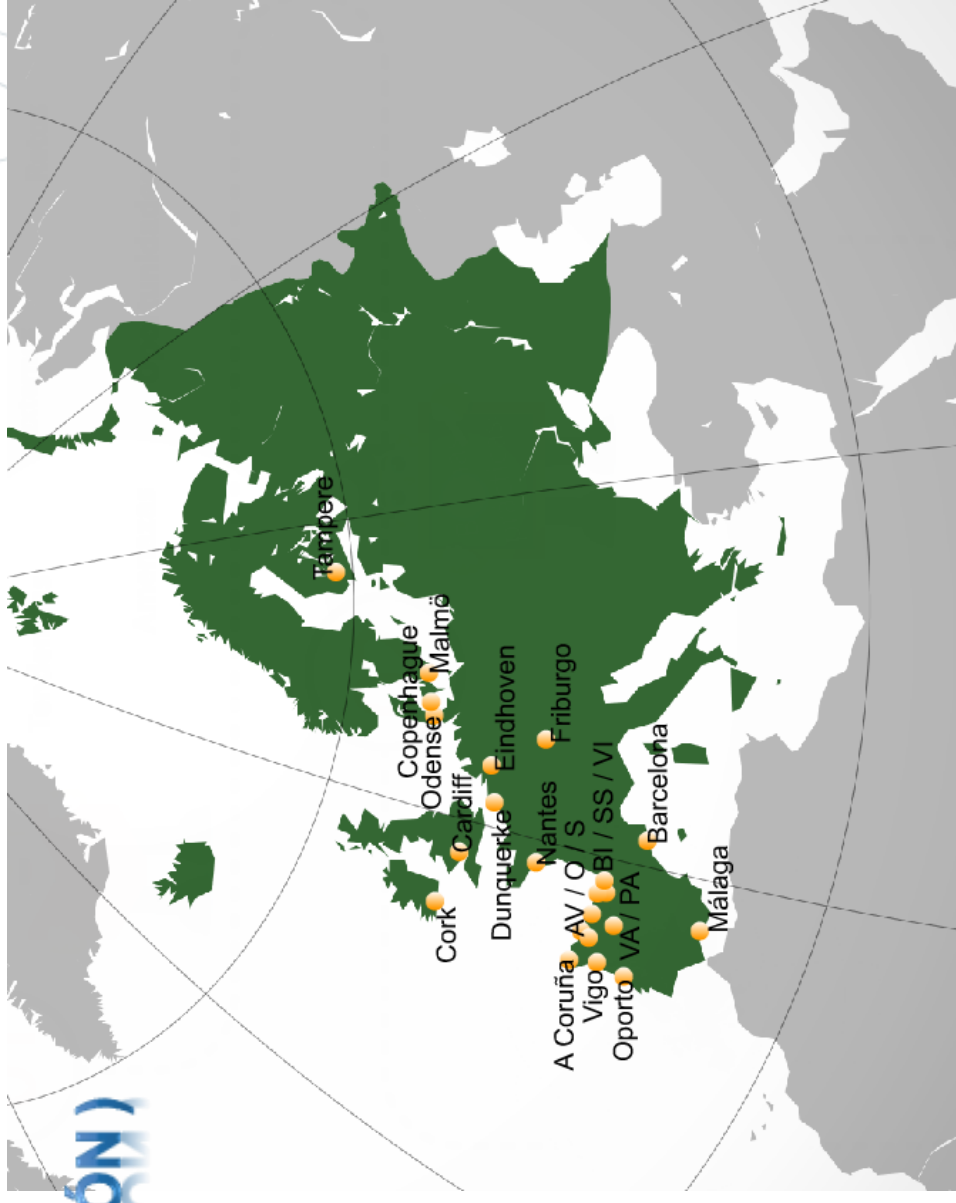 Tampere
Copenhague
Malmö
Odense
Cardiff
Eindhoven
Cork
Dunquerke
Friburgo
Nantes
AV / O / S
BI / SS / VI
A Coruña
Vigo
VA / PA
Oporto
Barcelona
Málaga